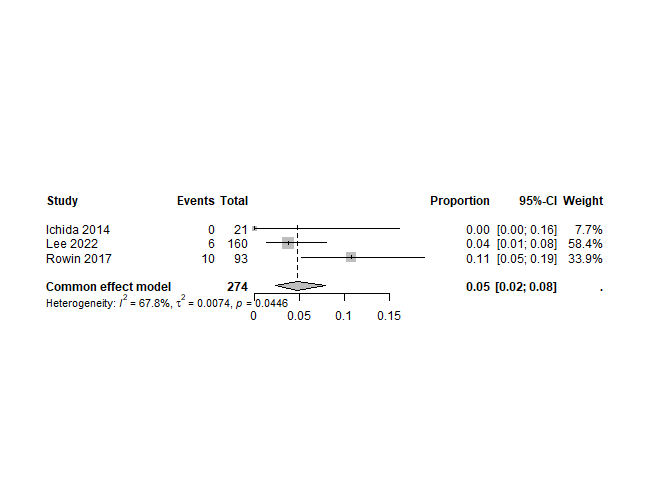 Study Events Total Proportion 95%-CI Weight
Ichida 2014 0 21 0.00 [0.00; 0.16] 7.7%
Lee 2022 6 160 0.04 [0.01; 0.08] 58.4%
Rowin 2017 10 93 0.11 [0.05; 0.19] 33.9%
Common effect model 274 0.05 [0.02; 0.08] .
Heterogeneity: I² = 67.8%, τ² = 0.0074, p = 0.0446
0 0.05 0.1 0.15